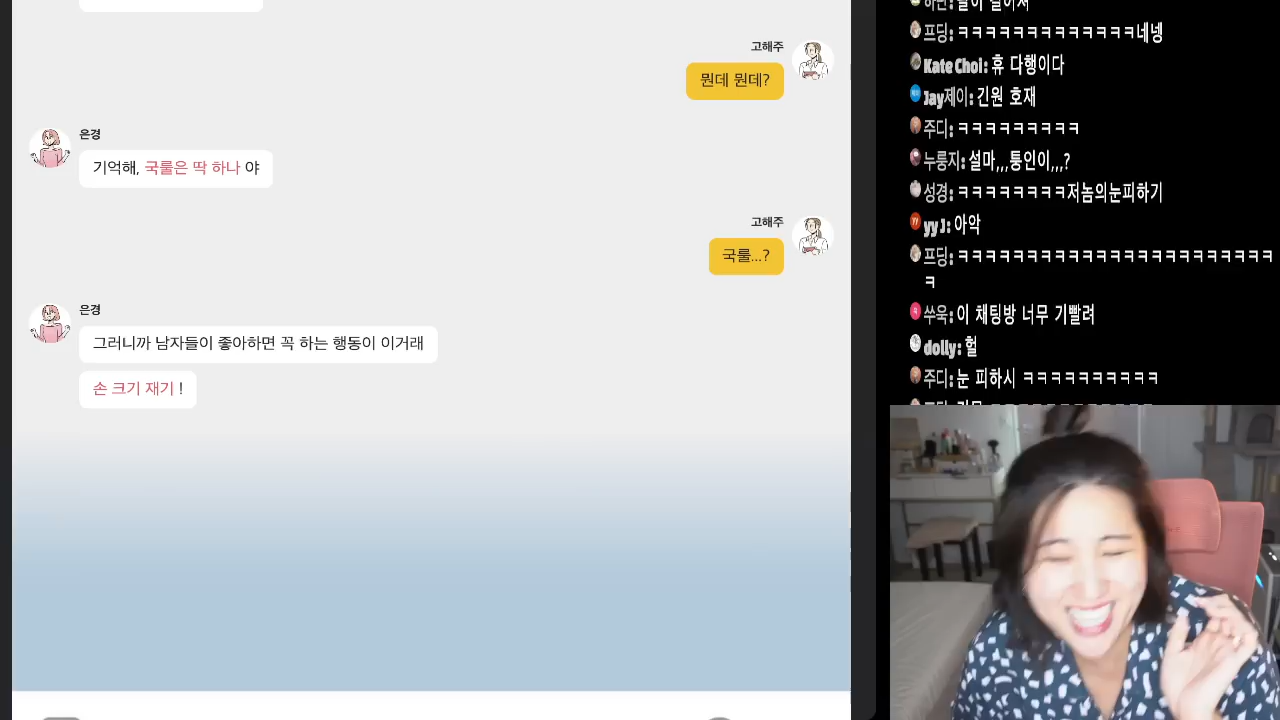 고해주
뭔데 뭔데?
은경
기억해, 국룰은 딱 하나 야
고해주
국룰...?
은경
그러니까 남자들이 좋아하면 꼭 하는 행동이 이거래
손 크기 재기 !
프딩: ㅋㅋㅋㅋㅋㅋㅋㅋㅋㅋㅋㅋㅋ네넹
Kate Choi: 휴 다행이다
Jay제이: 긴원 호재
주디: ㅋㅋㅋㅋㅋㅋㅋㅋㅋ
누룽지: 설마,,,퉁인이,,,?
성경: ㅋㅋㅋㅋㅋㅋㅋㅋ저놈의눈피하기
yy J: 아악
프딩: ㅋㅋㅋㅋㅋㅋㅋㅋㅋㅋㅋㅋㅋㅋㅋㅋㅋㅋㅋㅋㅋㅋㅋ
ㅋ
쑤욱: 이 채팅방 너무 기빨려
dolly: 헐
주디: 눈 피하시 ㅋㅋㅋㅋㅋㅋㅋㅋㅋㅋ